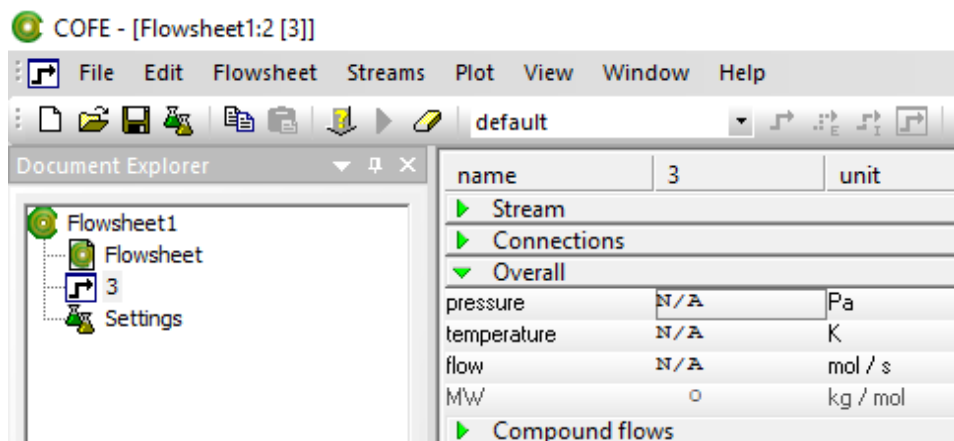 COFE - [Flowsheet1:2 [3]]
File Edit Flowsheet Streams Plot View Window Help
default
Document Explorer
Flowsheet1
Flowsheet
3
Settings
name 3 unit
Stream
Connections
Overall
pressure N/A Pa
temperature N/A K
flow N/A mol / s
MW 0 kg / mol
Compound flows